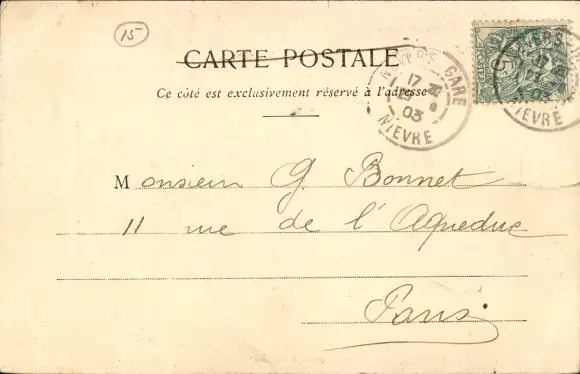 15
CARTE POSTALE
Ce côté est exclusivement réservé à l'adresse
NEVERS GARE
17
03
NIEVRE
Monsieur G. Bonnet
11 rue de l'Aqueduc
Paris